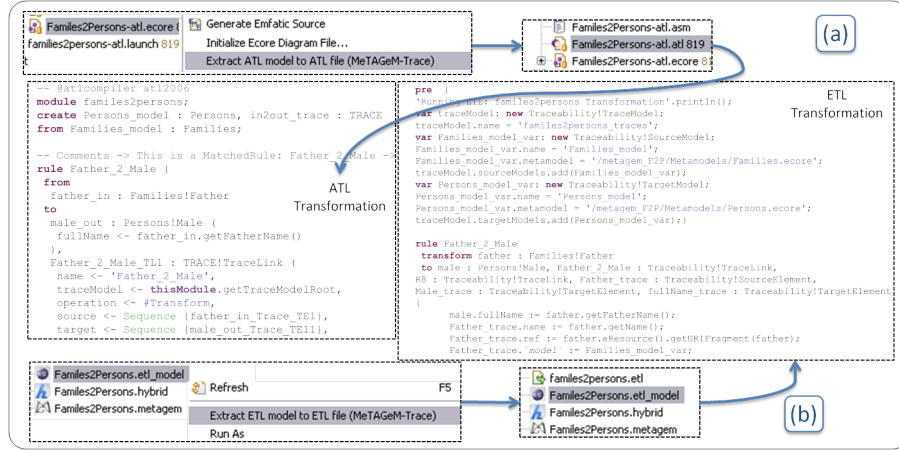 Familes2Persons-atl.ecore 8
families2persons-atl.launch 819
t
Generate Emfatic Source
Initialize Ecore Diagram File...
Extract ATL model to ATL file (MeTAGeM-Trace)
Familes2Persons-atl.asm
Familes2Persons-atl.atl 819
Familes2Persons-atl.ecore 81
(a)
-- @atlcompiler atl2006
module familes2persons;
create Persons_model : Persons, in2out_trace : TRACE
from Families_model : Families;
-- Comments -> This is a MatchedRule: Father_2_Male ->
rule Father_2_Male {
from
father_in : Families!Father
to
male_out : Persons!Male (
fullName <- father_in.getFatherName()
),
Father_2_Male_TL1 : TRACE!TraceLink (
name <- 'Father_2_Male',
traceModel <- thisModule.getTraceModelRoot,
operation <- #Transform,
source <- Sequence {father_in_Trace_TE1},
target <- Sequence {male_out_Trace_TE11},
ATL
Transformation
pre {
'Running ETL: familes2persons Transformation'.println();
var traceModel: new Traceability!TraceModel;
traceModel.name = 'familes2persons_traces';
var Families_model_var: new Traceability!SourceModel;
Families_model_var.name = 'Families_model';
Families_model_var.metamodel = '/metagem_F2P/Metamodels/Families.ecore';
traceModel.sourceModels.add(Families_model_var);
var Persons_model_var: new Traceability!TargetModel;
Persons_model_var.name = 'Persons_model';
Persons_model_var.metamodel = '/metagem_F2P/Metamodels/Persons.ecore';
traceModel.targetModels.add(Persons_model_var);}
ETL
Transformation
rule Father_2_Male
transform father : Families!Father
to male : Persons!Male, Father_2_Male : Traceability!TraceLink,
RB : Traceability!TraceLink, Father_trace : Traceability!SourceElement,
Male_trace : Traceability!TargetElement, fullName_trace : Traceability!TargetElement
{
male.fullName := father.getFatherName();
Father_trace.name := father.getName();
Father_trace.ref := father.eResource().getURIFragment(father);
Father_trace.`model` := Families_model_var;
Familes2Persons.etl_model
Familes2Persons.hybrid
Familes2Persons.metagem
Refresh F5
Extract ETL model to ETL file (MeTAGeM-Trace)
Run As
familes2persons.etl
Familes2Persons.etl_model
Familes2Persons.hybrid
Familes2Persons.metagem
(b)